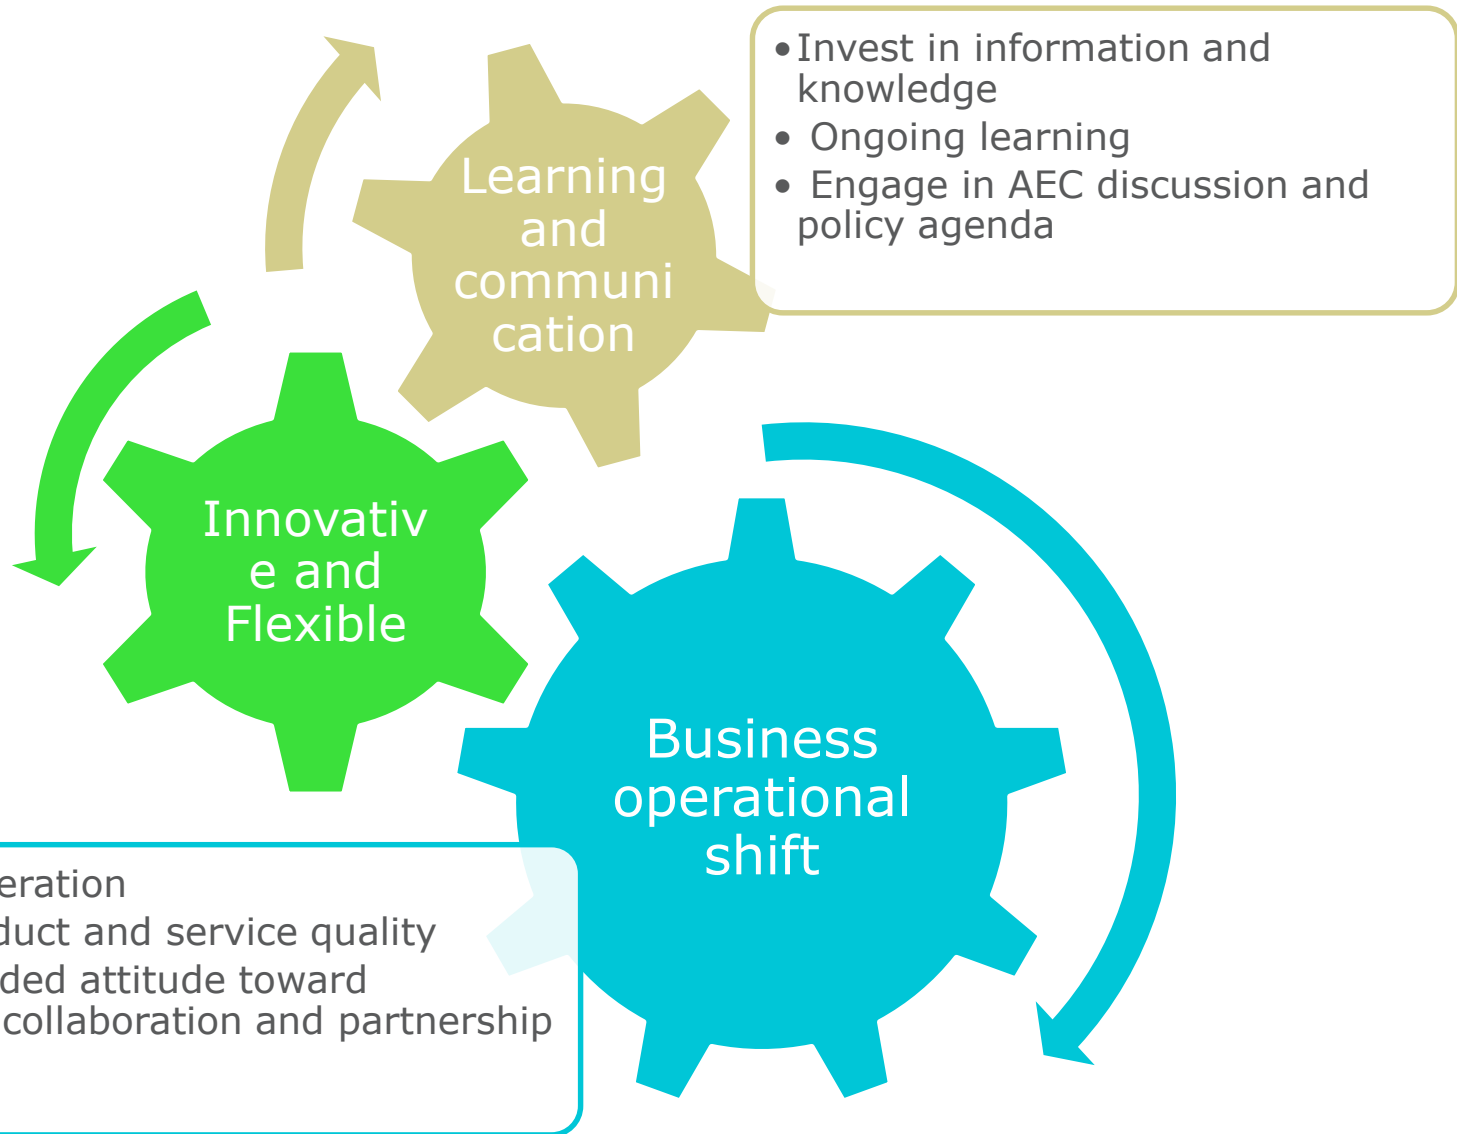 • Invest in information and
knowledge
• Ongoing learning
• Engage in AEC discussion and
policy agenda
Learning
and
communi
cation
Innovativ
e and
Flexible
Business
operational
shift
eration
duct and service quality
ded attitude toward
collaboration and partnership